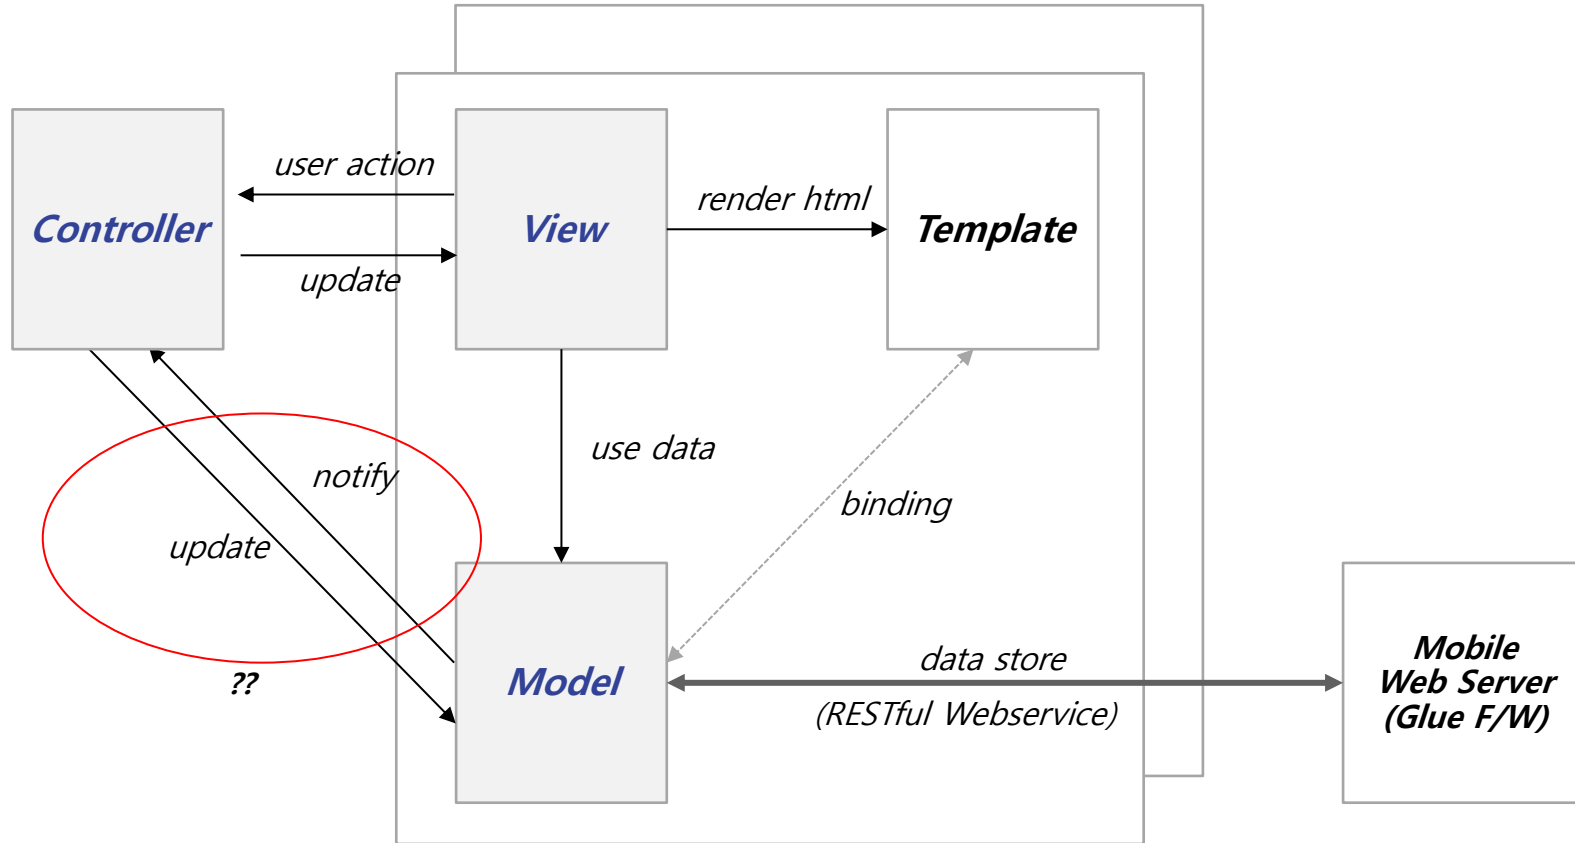 user action
Controller
View
render html
Template
update
use data
notify
binding
update
Model
data store
(RESTful Webservice)
Mobile
Web Server
(Glue F/W)
??